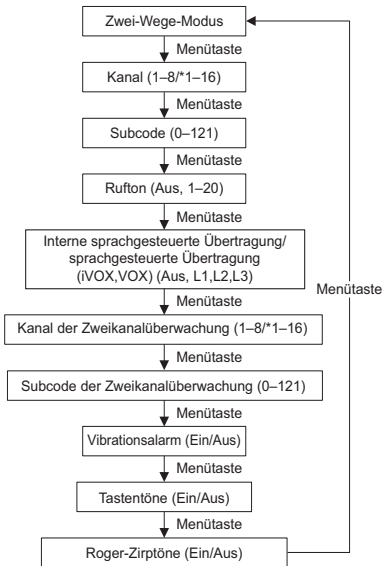 Zwei-Wege-Modus
Menütaste
Kanal (1–8/*1–16)
Menütaste
Subcode (0–121)
Menütaste
Rufton (Aus, 1–20)
Menütaste
Interne sprachgesteuerte Übertragung/
sprachgesteuerte Übertragung
(iVOX,VOX) (Aus, L1,L2,L3)
Menütaste
Menütaste
Kanal der Zweikanalüberwachung (1–8/*1–16)
Menütaste
Subcode der Zweikanalüberwachung (0–121)
Menütaste
Vibrationsalarm (Ein/Aus)
Menütaste
Tastentöne (Ein/Aus)
Menütaste
Roger-Zirptöne (Ein/Aus)